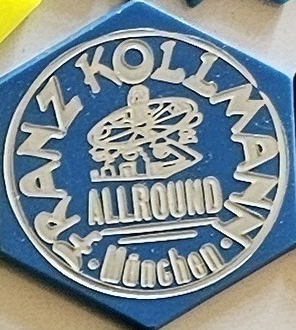 FRANZ KOLLMANN
ALLROUND
· München ·